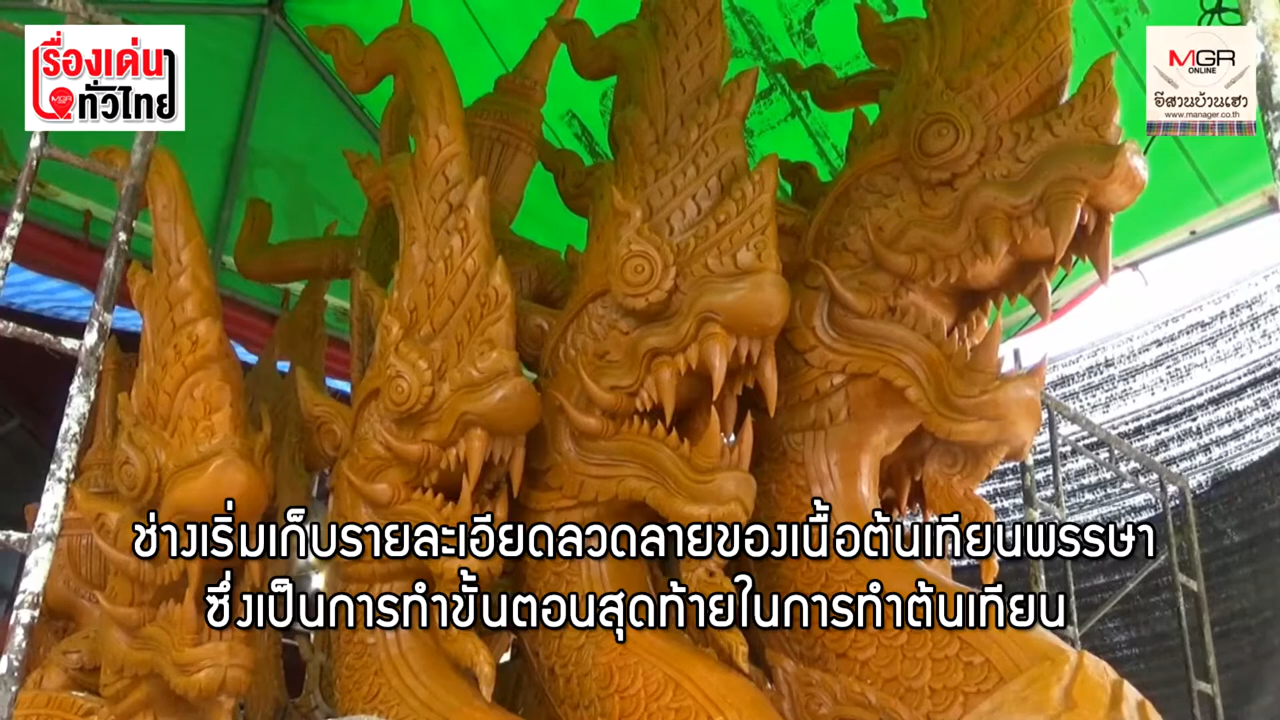 เรื่องเด่น
MGR
ทั่วไทย
MGR
ONLINE
อีสานบ้านเฮา
www.manager.co.th
ช่างเริ่มเก็บรายละเอียดลวดลายของเนื้อต้นเทียนพรรษา
ซึ่งเป็นการทำขั้นตอนสุดท้ายในการทำต้นเทียน